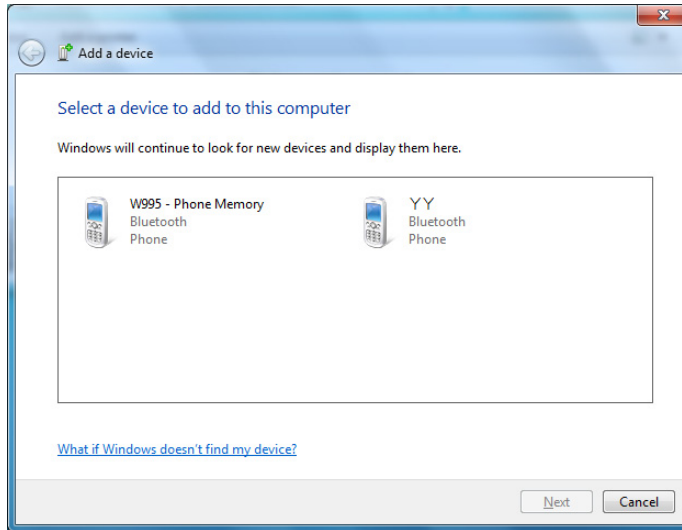 Add a device
Select a device to add to this computer
Windows will continue to look for new devices and display them here.
W995 - Phone Memory
Bluetooth
Phone
YY
Bluetooth
Phone
What if Windows doesn't find my device?
Next
Cancel